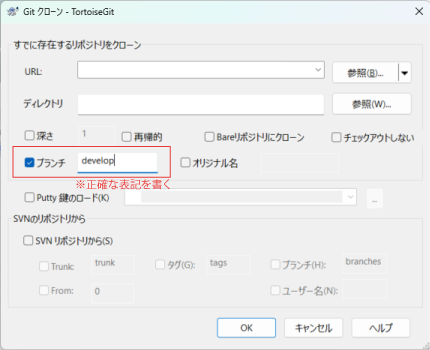 Git クローン - TortoiseGit
すでに存在するリポジトリをクローン
URL:
参照(B)...
ディレクトリ
参照(W)...
深さ 1 再帰的 Bareリポジトリにクローン チェックアウトしない
ブランチ develop オリジナル名
※正確な表記を書く
Putty 鍵のロード(K) ...
SVNのリポジトリから
SVN リポジトリから(S)
Trunk: trunk タグ(G): tags ブランチ(H): branches
From: 0 ユーザー名(N):
OK キャンセル ヘルプ